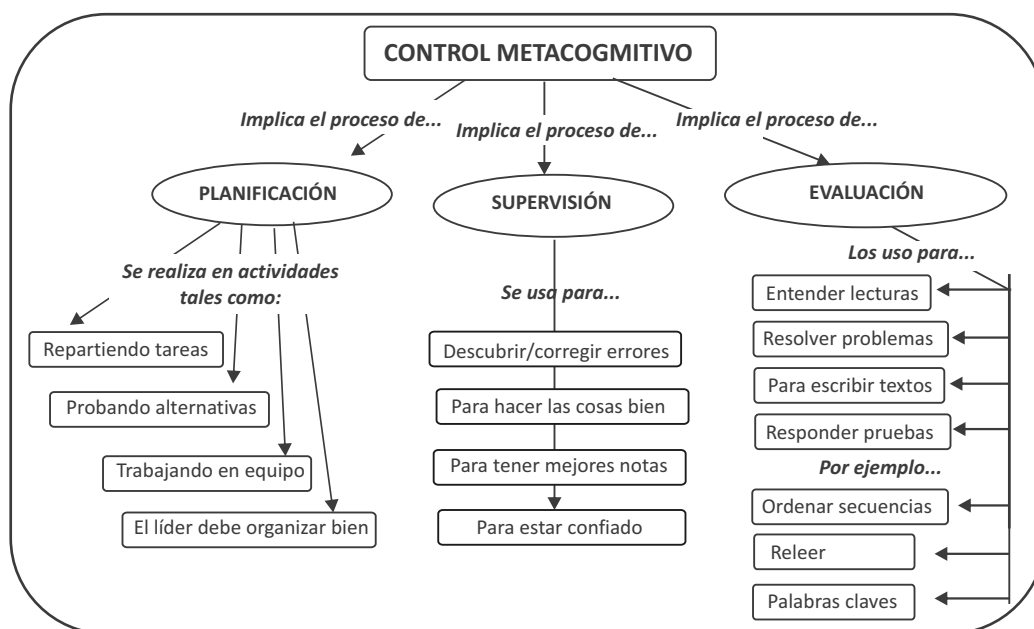 CONTROL METACOGMITIVO
Implica el proceso de...
Implica el proceso de...
Implica el proceso de...
PLANIFICACIÓN
Se realiza en actividades
tales como:
Repartiendo tareas
Probando alternativas
Trabajando en equipo
El líder debe organizar bien
SUPERVISIÓN
Se usa para...
Descubrir/corregir errores
Para hacer las cosas bien
Para tener mejores notas
Para estar confiado
EVALUACIÓN
Los uso para...
Entender lecturas
Resolver problemas
Para escribir textos
Responder pruebas
Por ejemplo...
Ordenar secuencias
Releer
Palabras claves